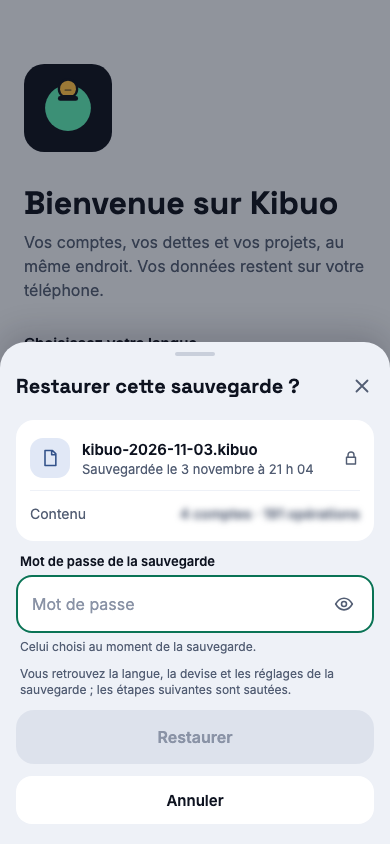 Bienvenue sur Kibuo
Vos comptes, vos dettes et vos projets, au
même endroit. Vos données restent sur votre
téléphone.
Choisissez votre langue
Restaurer cette sauvegarde ?
kibuo-2026-11-03.kibuo
Sauvegardée le 3 novembre à 21 h 04
Contenu
Mot de passe de la sauvegarde
Mot de passe
Celui choisi au moment de la sauvegarde.
Vous retrouvez la langue, la devise et les réglages de la
sauvegarde ; les étapes suivantes sont sautées.
Restaurer
Annuler